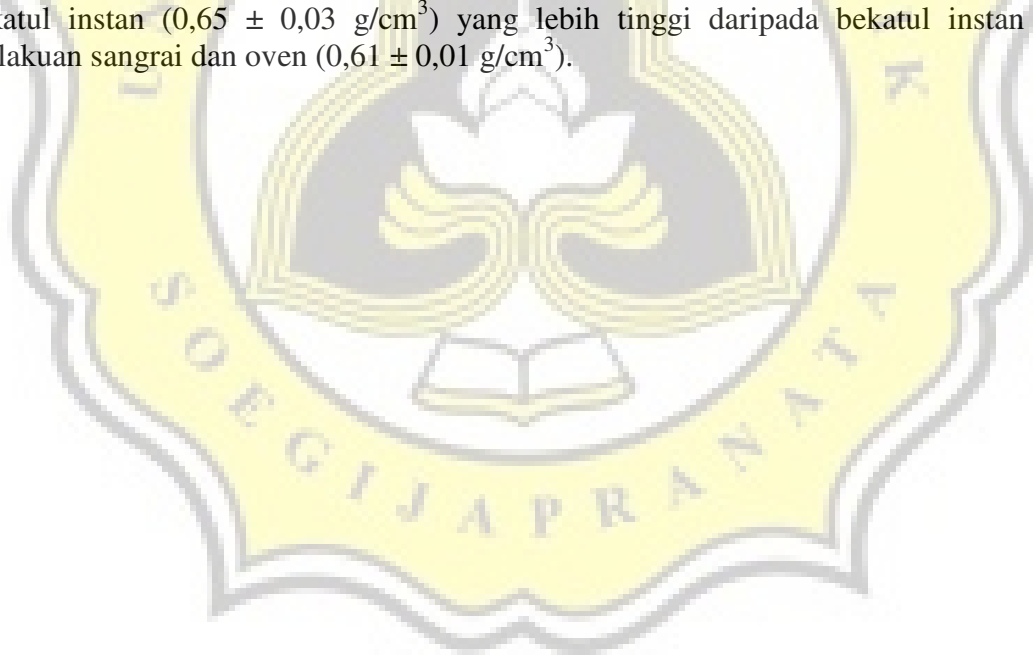 katul instan (0,65 ± 0,03 g/cm³) yang lebih tinggi daripada bekatul instan
lakuan sangrai dan oven (0,61 ± 0,01 g/cm³).
SOEGIJAPRANATA